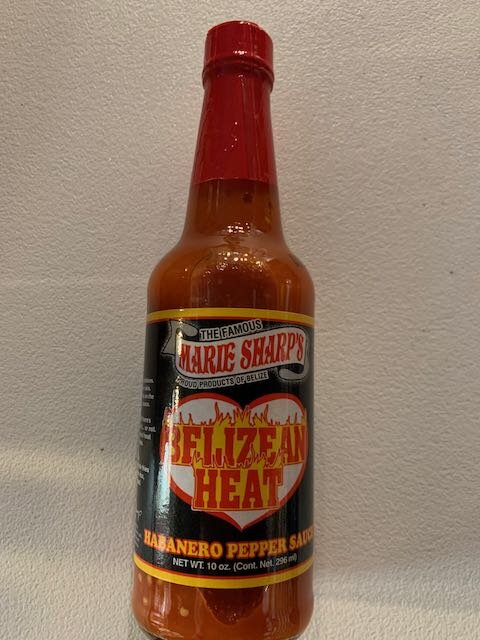 THE FAMOUS
MARIE SHARP'S
PROUD PRODUCTS OF BELIZE
BELIZEAN
HEAT
HABANERO PEPPER SAUCE
NET WT. 10 oz. (Cont. Net. 296 ml)